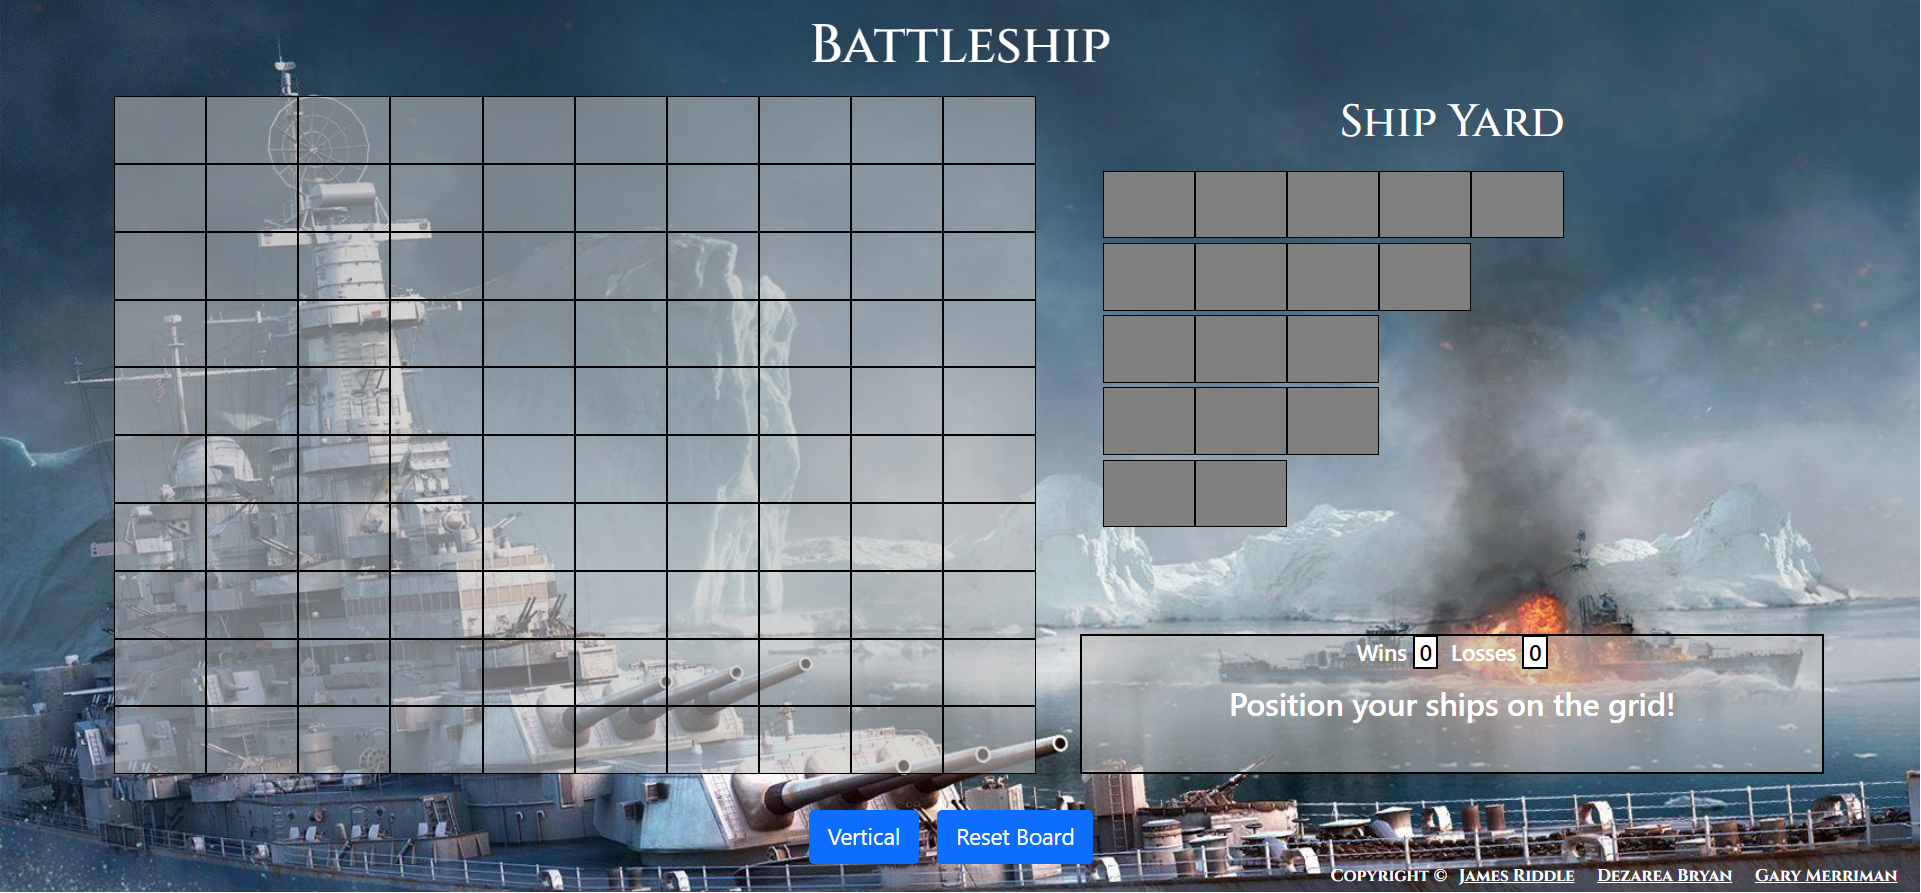 Battleship
Ship Yard
Wins 0 Losses 0
Position your ships on the grid!
Vertical Reset Board
Copyright © James Riddle Dezarea Bryan Gary Merriman